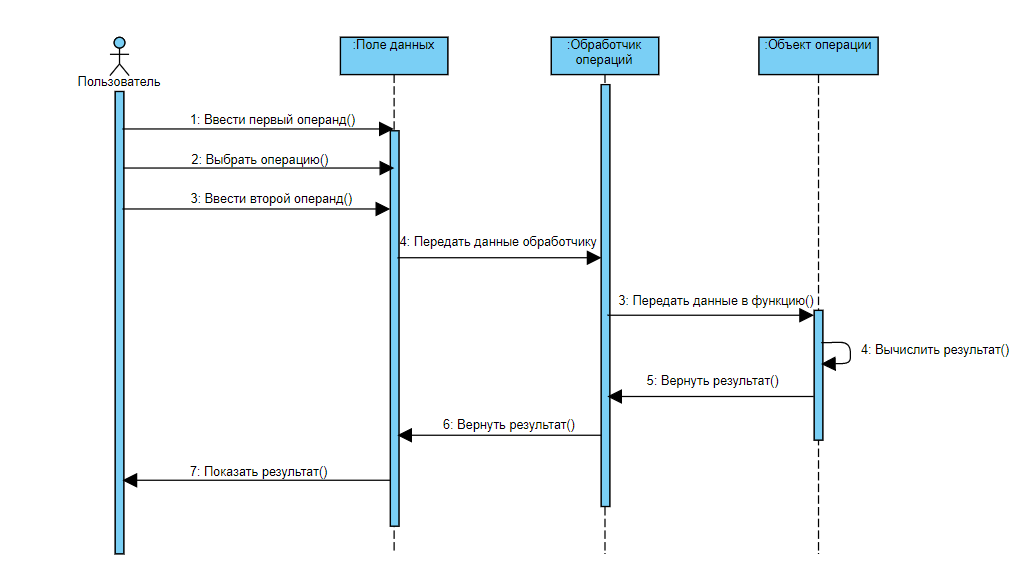 :Поле данных
:Обработчик
операций
:Объект операции
Пользователь
1: Ввести первый операнд()
2: Выбрать операцию()
3: Ввести второй операнд()
4: Передать данные обработчику
3: Передать данные в функцию()
4: Вычислить результат()
5: Вернуть результат()
6: Вернуть результат()
7: Показать результат()